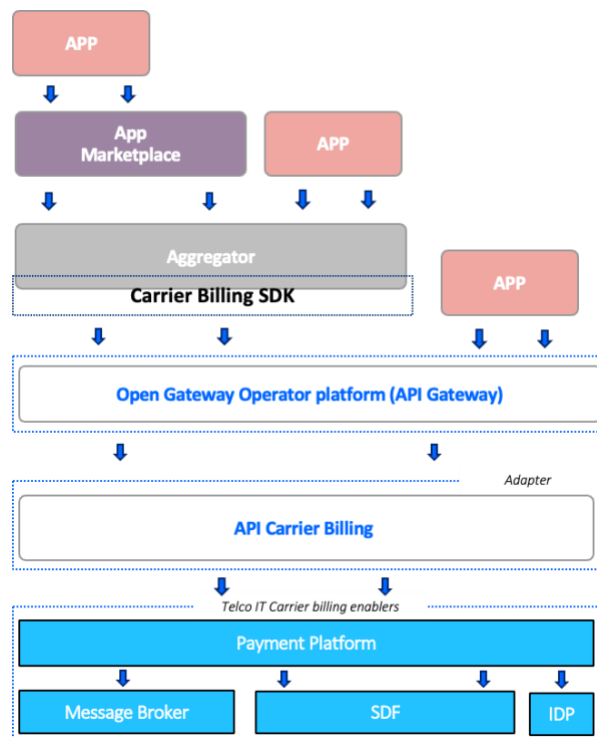 APP
App
Marketplace
APP
Aggregator
Carrier Billing SDK
APP
Open Gateway Operator platform (API Gateway)
Adapter
API Carrier Billing
Telco IT Carrier billing enablers
Payment Platform
Message Broker
SDF
IDP